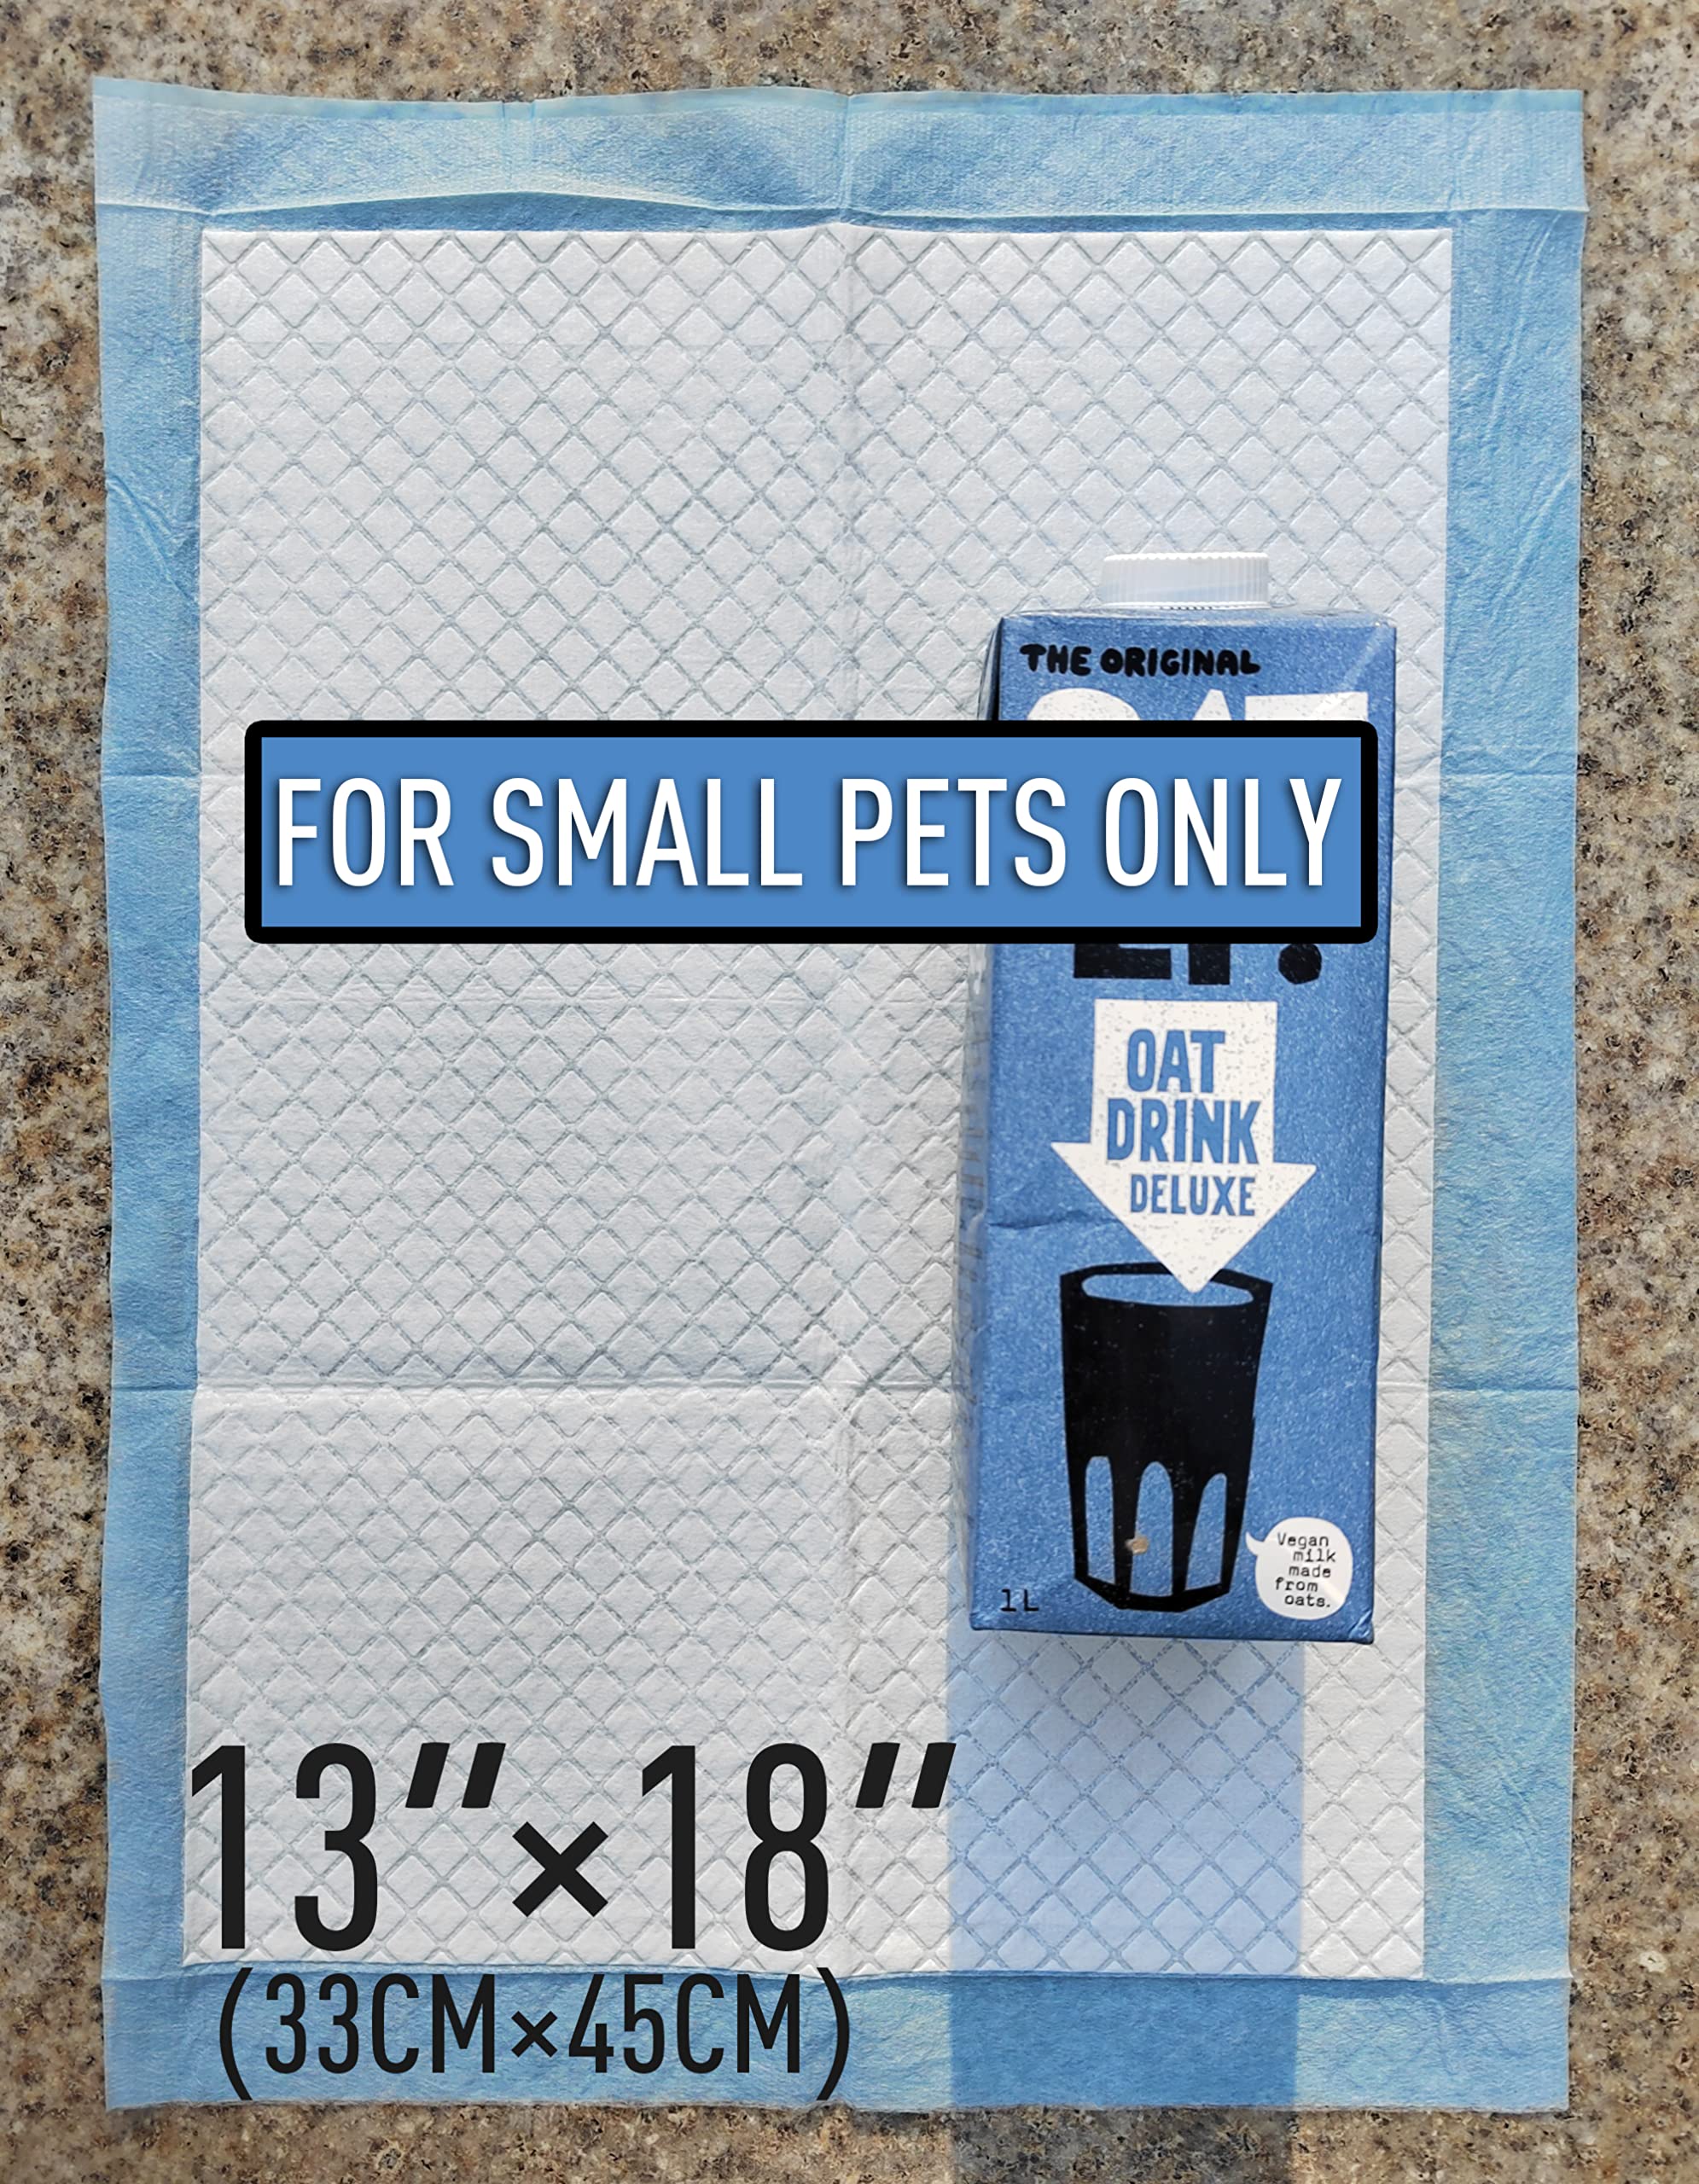 THE ORIGINAL
FOR SMALL PETS ONLY
OAT
DRINK
DELUXE
Vegan
milk
made
from
oats.
1L
13"×18"
(33CM×45CM)